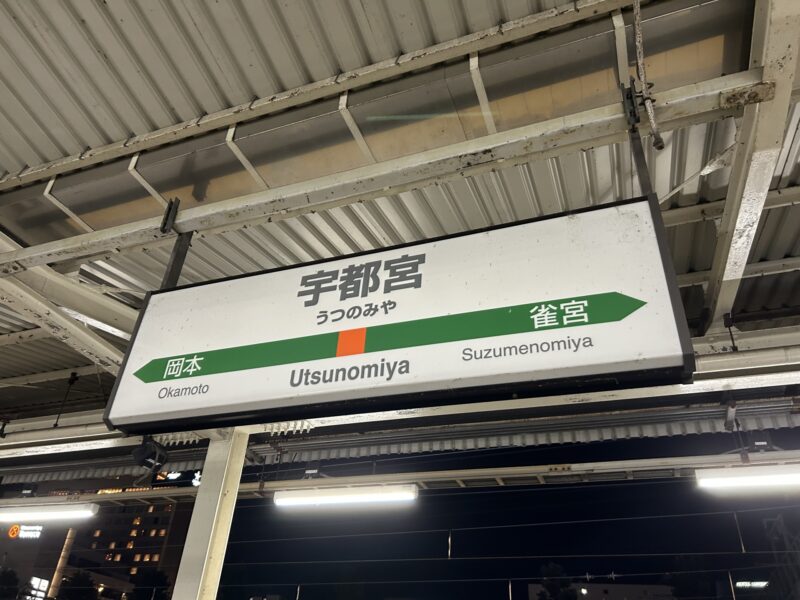 宇都宮
うつのみや
岡本
雀宮
Okamoto
Utsunomiya
Suzumenomiya